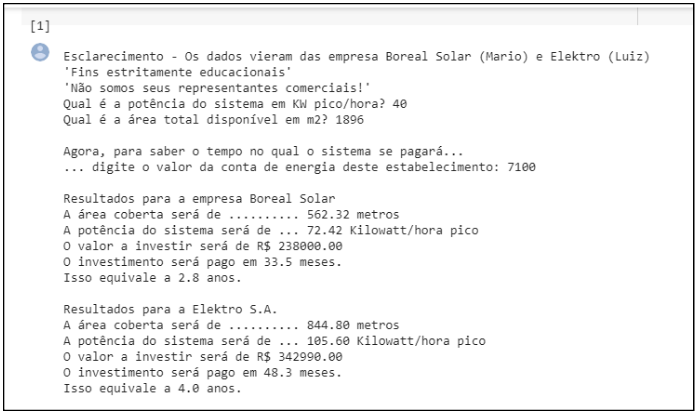 [1]
Esclarecimento - Os dados vieram das empresa Boreal Solar (Mario) e Elektro (Luiz)
'Fins estritamente educacionais'
'Não somos seus representantes comerciais!'
Qual é a potência do sistema em KW pico/hora? 40
Qual é a área total disponível em m2? 1896
Agora, para saber o tempo no qual o sistema se pagará...
... digite o valor da conta de energia deste estabelecimento: 7100
Resultados para a empresa Boreal Solar
A área coberta será de .......... 562.32 metros
A potência do sistema será de ... 72.42 Kilowatt/hora pico
O valor a investir será de R$ 238000.00
O investimento será pago em 33.5 meses.
Isso equivale a 2.8 anos.
Resultados para a Elektro S.A.
A área coberta será de .......... 844.80 metros
A potência do sistema será de ... 105.60 Kilowatt/hora pico
O valor a investir será de R$ 342990.00
O investimento será pago em 48.3 meses.
Isso equivale a 4.0 anos.